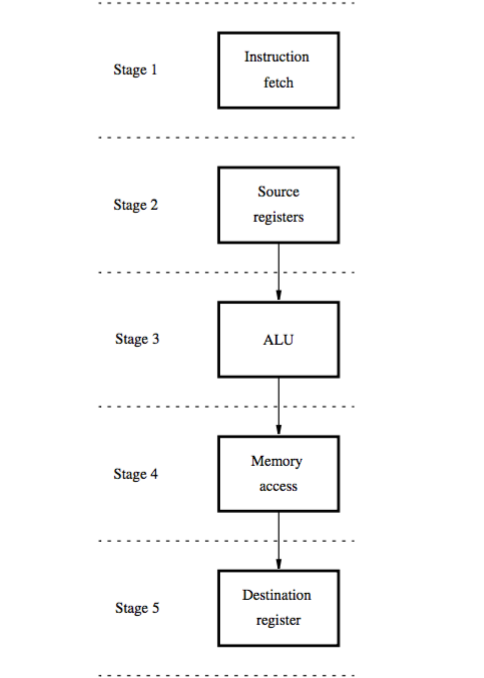 Stage 1
Instruction
fetch
Stage 2
Source
registers
Stage 3
ALU
Stage 4
Memory
access
Stage 5
Destination
register